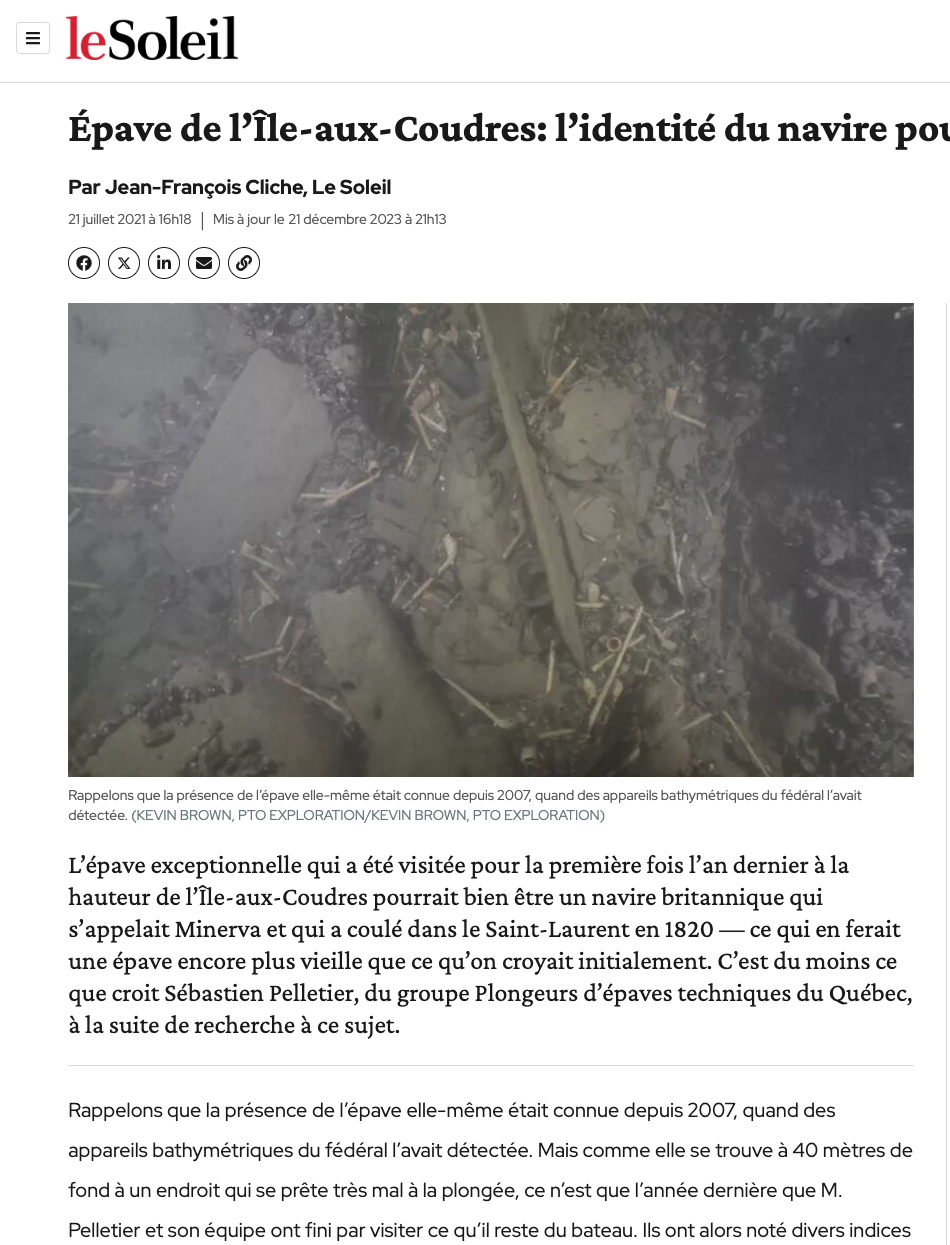 leSoleil
Épave de l’Île-aux-Coudres: l’identité du navire pou
Par Jean-François Cliche, Le Soleil
21 juillet 2021 à 16h18 | Mis à jour le 21 décembre 2023 à 21h13
Rappelons que la présence de l’épave elle-même était connue depuis 2007, quand des appareils bathymétriques du fédéral l’avait
détectée. (KEVIN BROWN, PTO EXPLORATION/KEVIN BROWN, PTO EXPLORATION)
L’épave exceptionnelle qui a été visitée pour la première fois l’an dernier à la
hauteur de l’Île-aux-Coudres pourrait bien être un navire britannique qui
s’appelait Minerva et qui a coulé dans le Saint-Laurent en 1820 — ce qui en ferait
une épave encore plus vieille que ce qu’on croyait initialement. C’est du moins ce
que croit Sébastien Pelletier, du groupe Plongeurs d’épaves techniques du Québec,
à la suite de recherche à ce sujet.
Rappelons que la présence de l’épave elle-même était connue depuis 2007, quand des
appareils bathymétriques du fédéral l’avait détectée. Mais comme elle se trouve à 40 mètres de
fond à un endroit qui se prête très mal à la plongée, ce n’est que l’année dernière que M.
Pelletier et son équipe ont fini par visiter ce qu’il reste du bateau. Ils ont alors noté divers indices